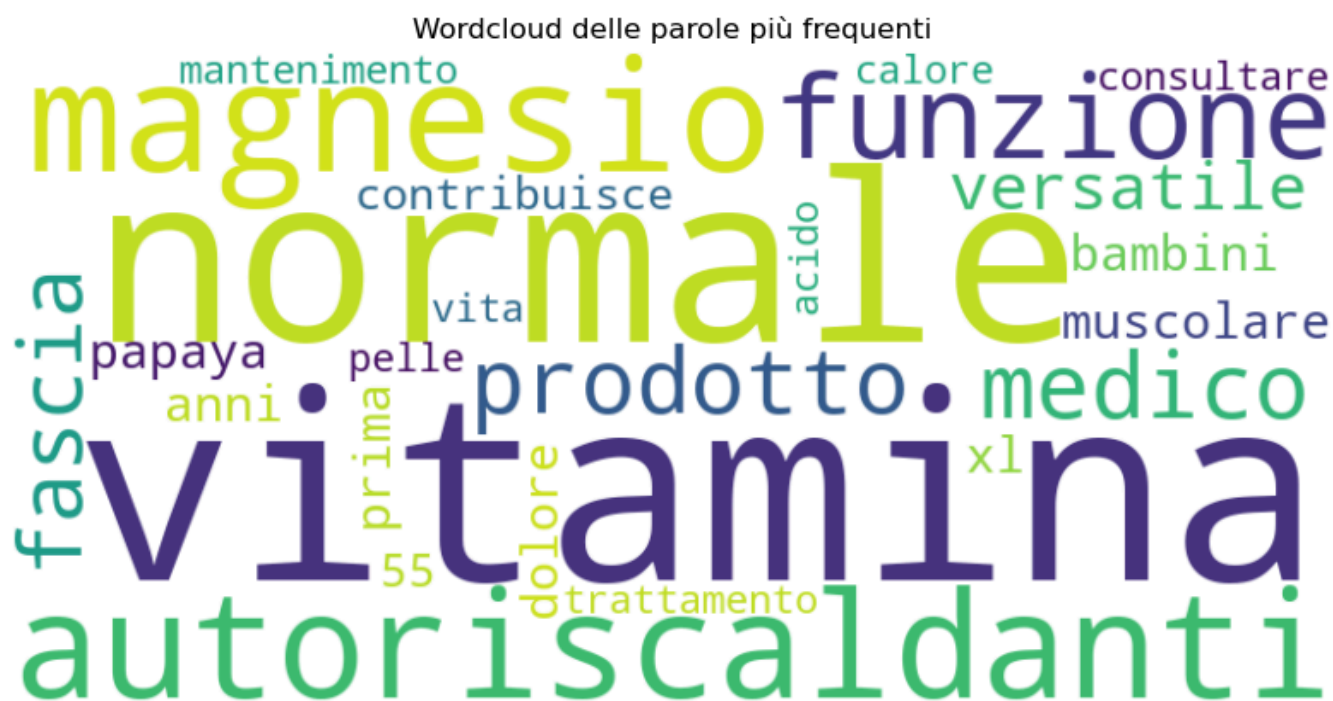 Wordcloud delle parole più frequenti
mantenimento
calore
consultare
magnesio
funzione
contribuisce
versatile
normale
acido
bambini
fascia
vita
muscolare
papaya
pelle
prodotto
medico
anni
prima
vitamina
xl
dolore
55
trattamento
autoriscaldanti